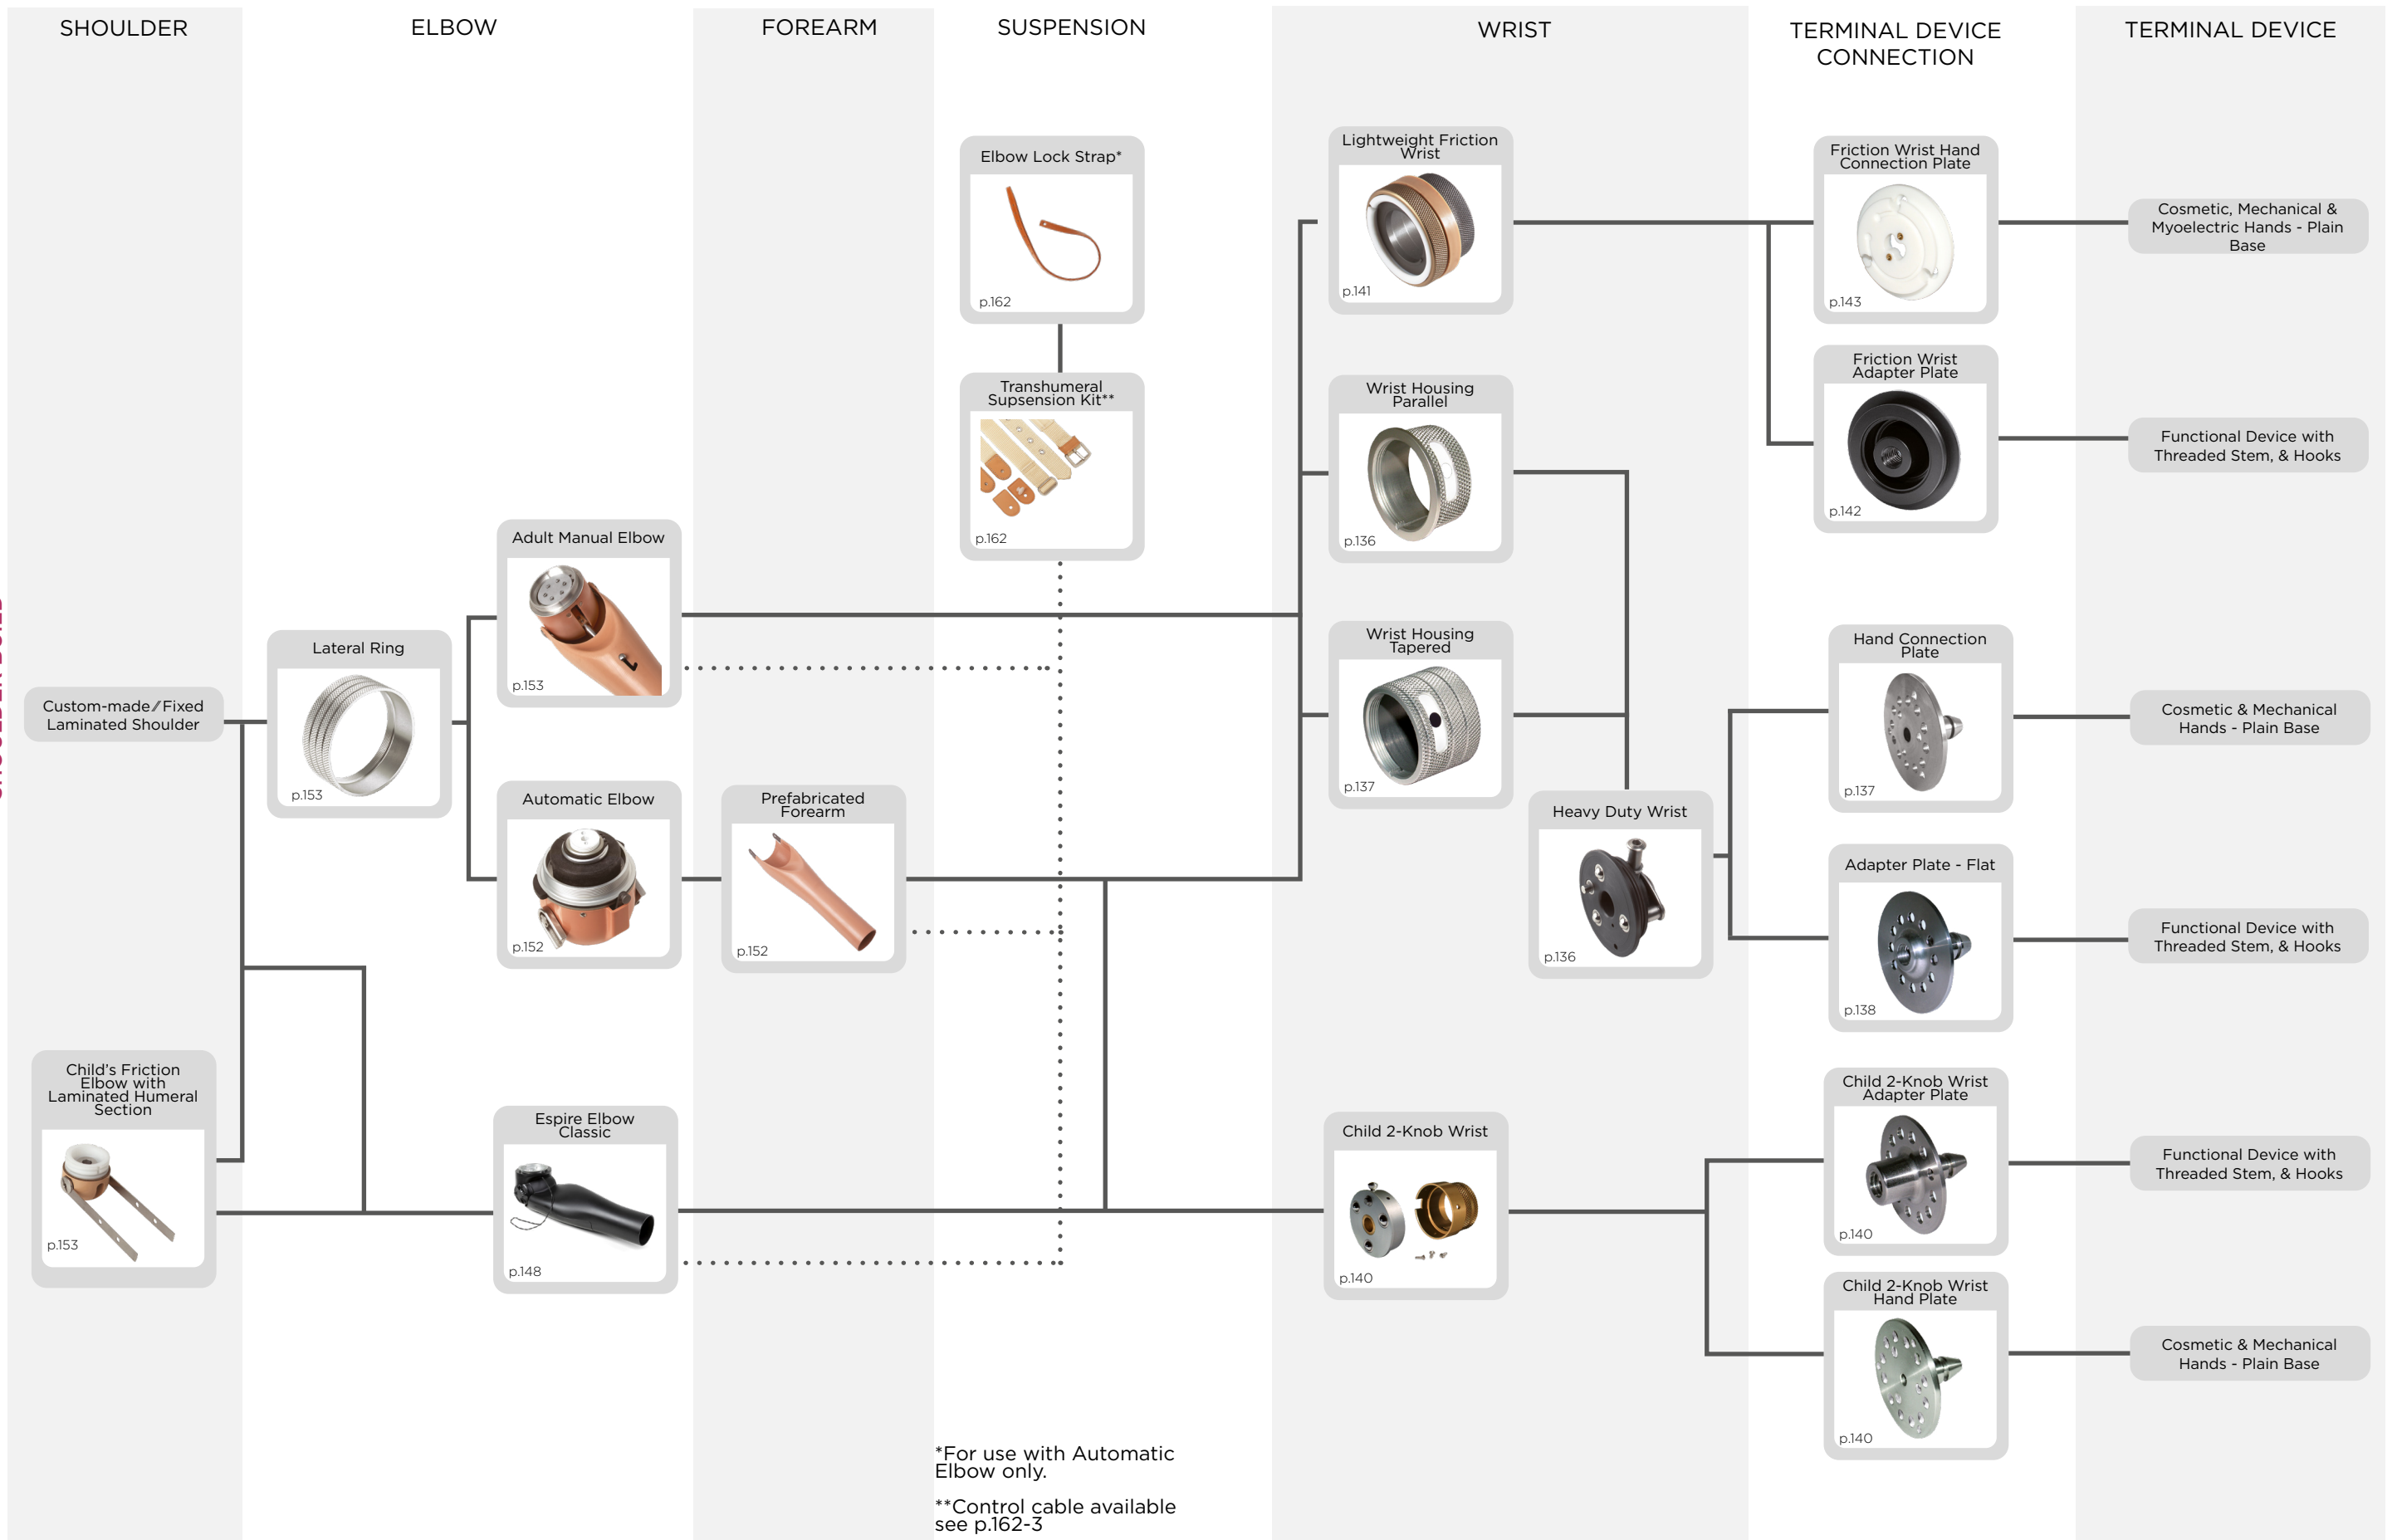 SHOULDER
ELBOW
FOREARM
SUSPENSION
WRIST
TERMINAL DEVICE
CONNECTION
TERMINAL DEVICE
Custom-made/Fixed
Laminated Shoulder
Child's Friction
Elbow with
Laminated Humeral
Section
p.153
Lateral Ring
p.153
Adult Manual Elbow
p.153
Automatic Elbow
p.152
Espire Elbow
Classic
p.148
Prefabricated
Forearm
p.152
Elbow Lock Strap*
p.162
Transhumeral
Supsension Kit**
p.162
*For use with Automatic
Elbow only.
**Control cable available
see p.162-3
Lightweight Friction
Wrist
p.141
Wrist Housing
Parallel
p.136
Wrist Housing
Tapered
p.137
Heavy Duty Wrist
p.136
Child 2-Knob Wrist
p.140
Friction Wrist Hand
Connection Plate
p.143
Friction Wrist
Adapter Plate
p.142
Hand Connection
Plate
p.137
Adapter Plate - Flat
p.138
Child 2-Knob Wrist
Adapter Plate
p.140
Child 2-Knob Wrist
Hand Plate
p.140
Cosmetic, Mechanical &
Myoelectric Hands - Plain
Base
Functional Device with
Threaded Stem, & Hooks
Cosmetic & Mechanical
Hands - Plain Base
Functional Device with
Threaded Stem, & Hooks
Functional Device with
Threaded Stem, & Hooks
Cosmetic & Mechanical
Hands - Plain Base